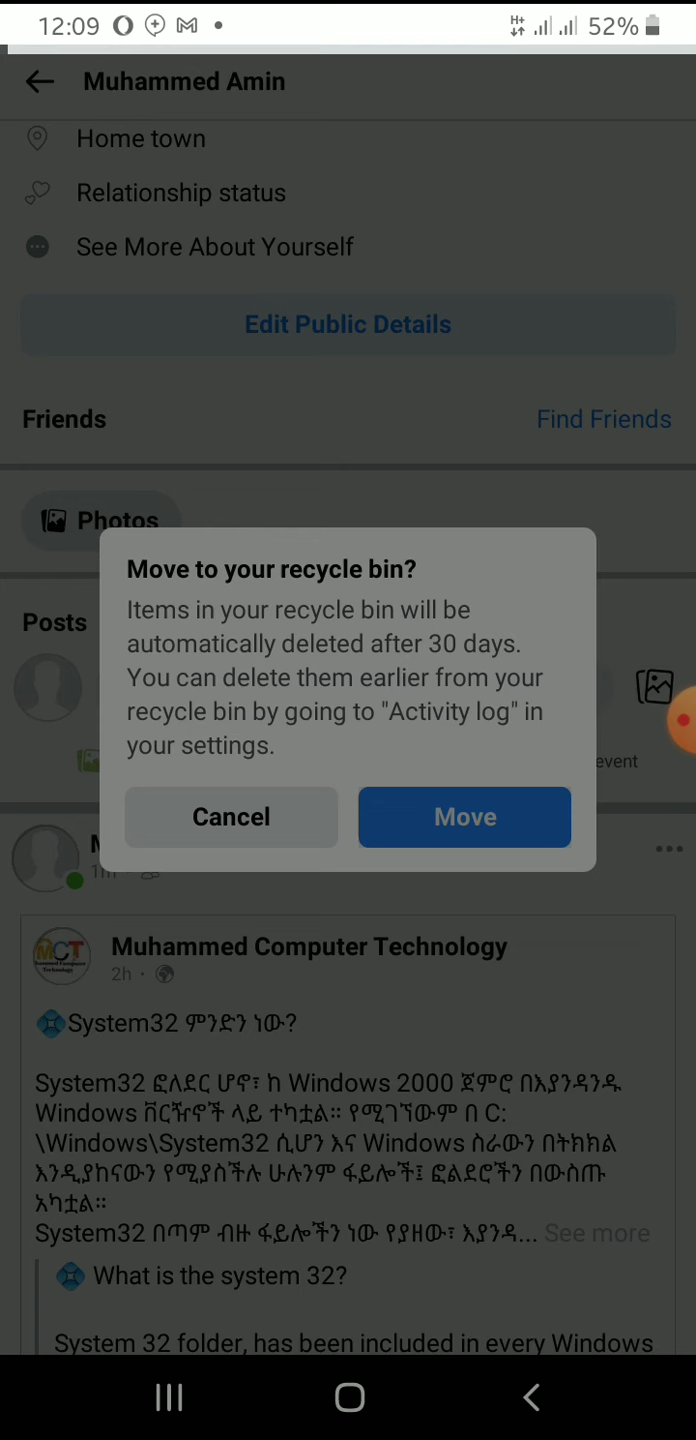 12:09
52%
Muhammed Amin
Home town
Relationship status
See More About Yourself
Edit Public Details
Friends
Find Friends
Photos
Move to your recycle bin?
Items in your recycle bin will be
automatically deleted after 30 days.
You can delete them earlier from your
recycle bin by going to "Activity log" in
your settings.
Posts
event
Cancel
Move
M
1m
MCT
Muhammed Computer Technology
2h ·
System32 ምንድን ነው?
System32 ፎለደር ሆኖ፣ ከ Windows 2000 ጀምሮ በእያንዳንዱ
Windows ቨርዥኖች ላይ ተካቷል። የሚገኘውም በ C:
\Windows\System32 ሲሆን እና Windows ስራውን በትክክል
እንዲያከናውን የሚያስችሉ ሁሉንም ፋይሎች፤ ፎልደሮችን በውስጡ
አካቷል።
System32 በጣም ብዙ ፋይሎችን ነው የያዘው፣ እያንዳ... See more
What is the system 32?
System 32 folder, has been included in every Windows